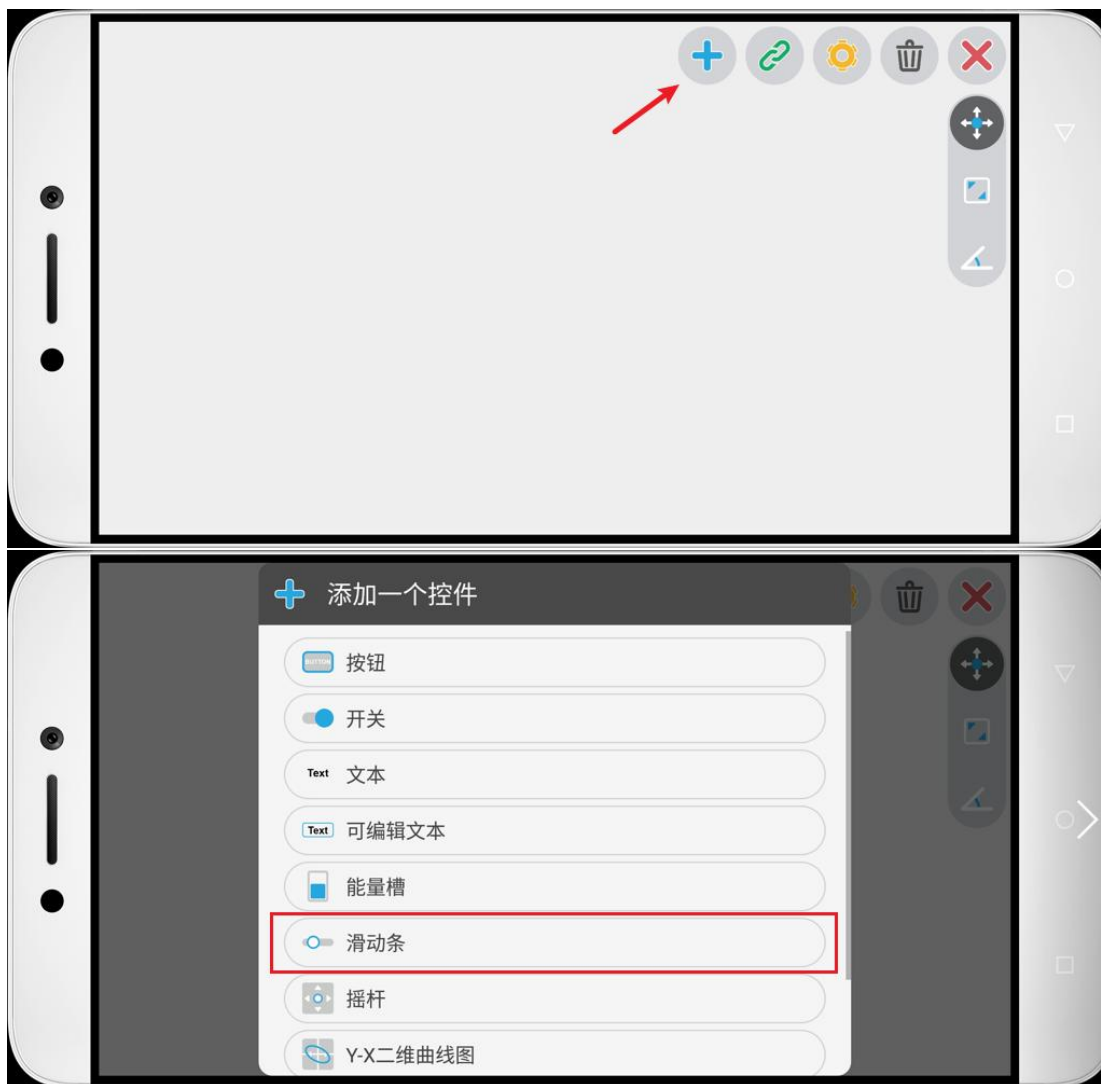 添加一个控件
BUTTON 按钮
开关
Text 文本
Text 可编辑文本
能量槽
滑动条
摇杆
Y-X二维曲线图